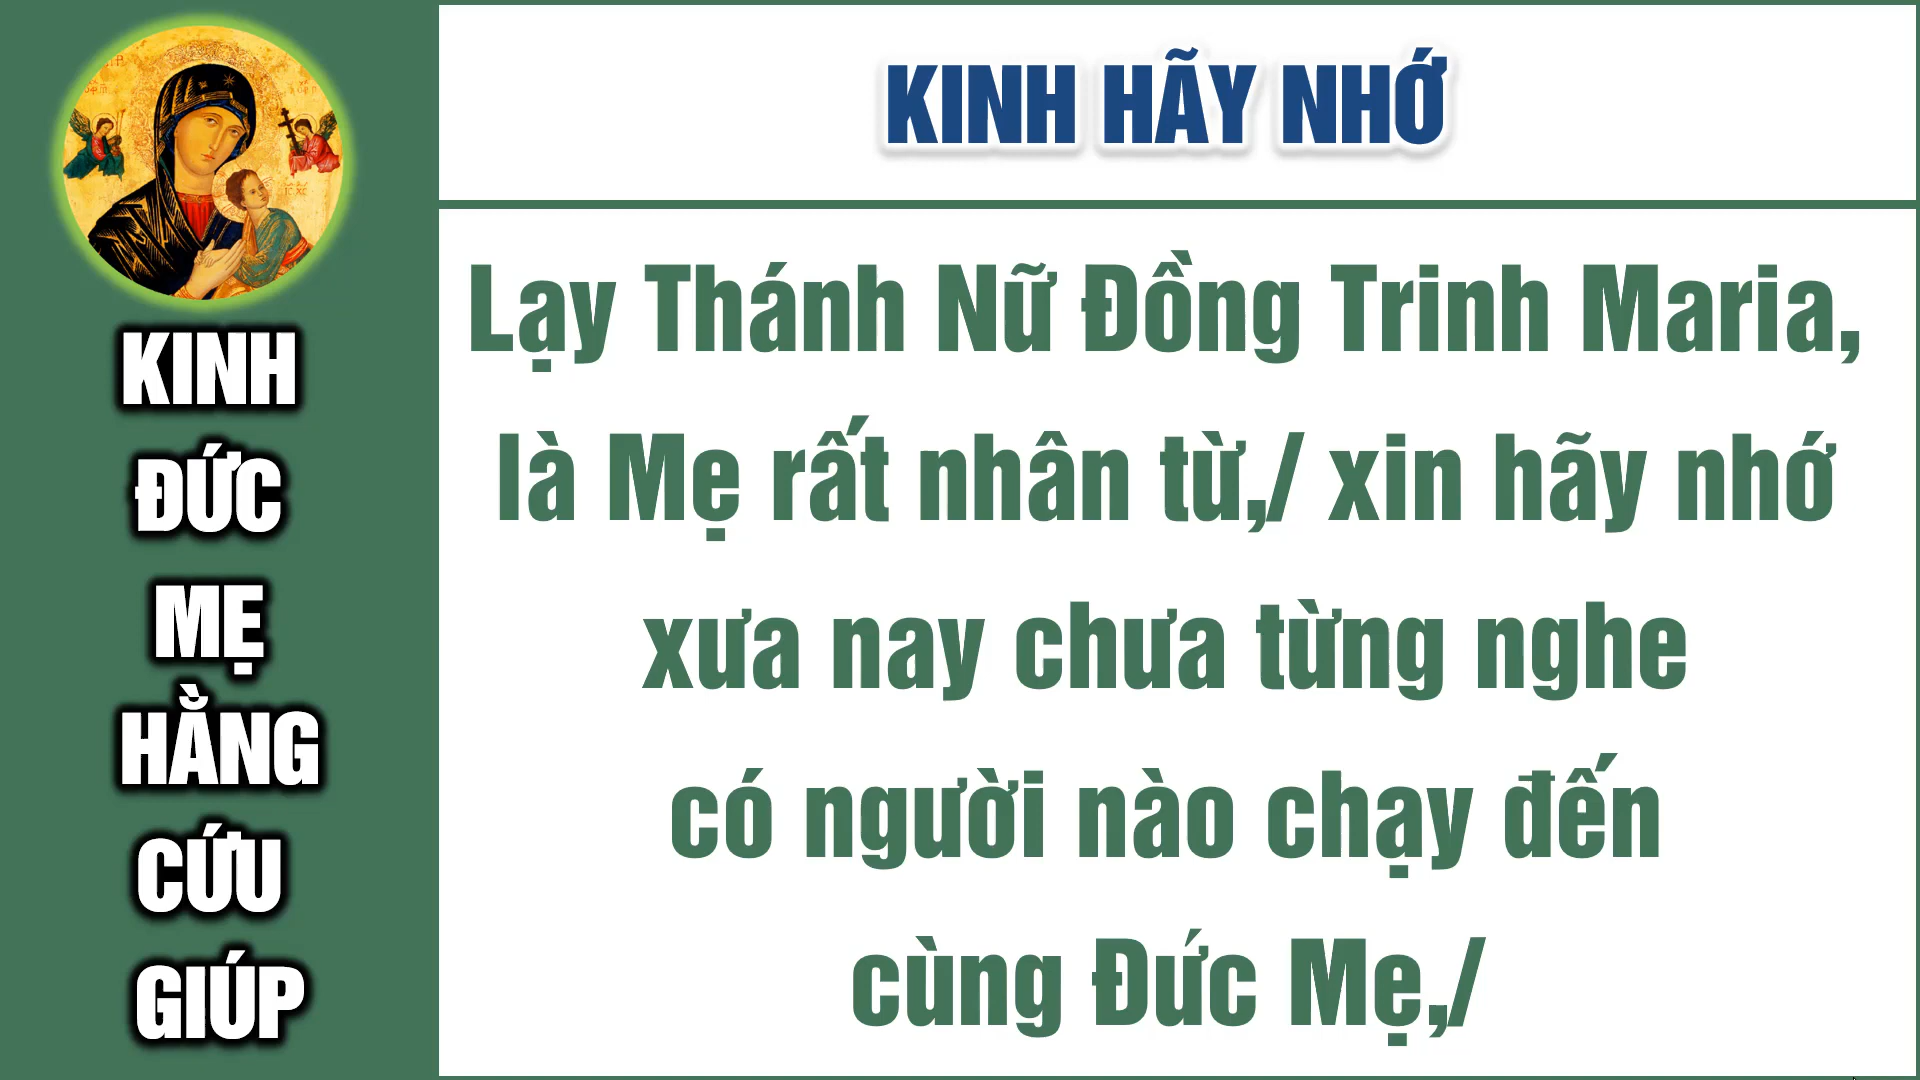 KINH
ĐỨC
MẸ
HẰNG
CỨU
GIÚP
KINH HÃY NHỚ
Lạy Thánh Nữ Đồng Trinh Maria,
là Mẹ rất nhân từ,/ xin hãy nhớ
xưa nay chưa từng nghe
có người nào chạy đến
cùng Đức Mẹ,/